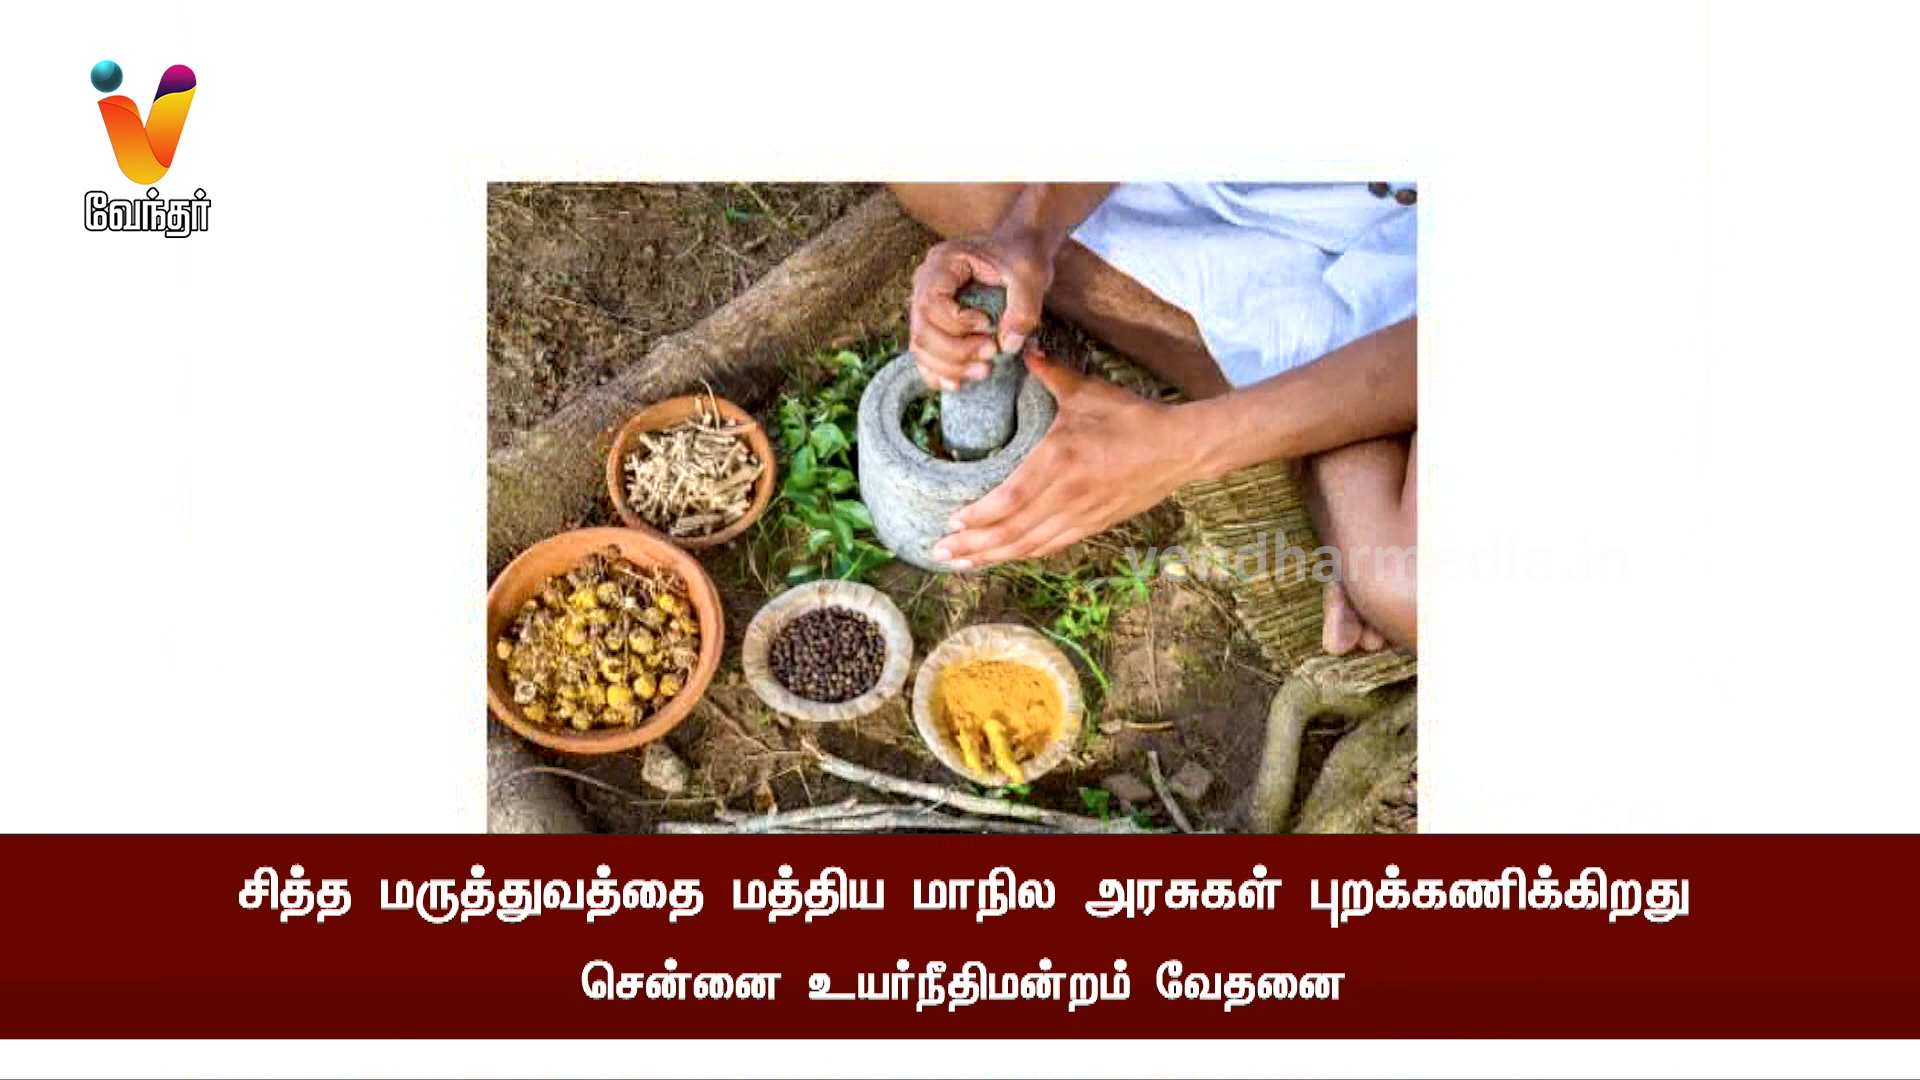 வேந்தர்
vendharmedia.in
சித்த மருத்துவத்தை மத்திய மாநில அரசுகள் புறக்கணிக்கிறது
சென்னை உயர்நீதிமன்றம் வேதனை